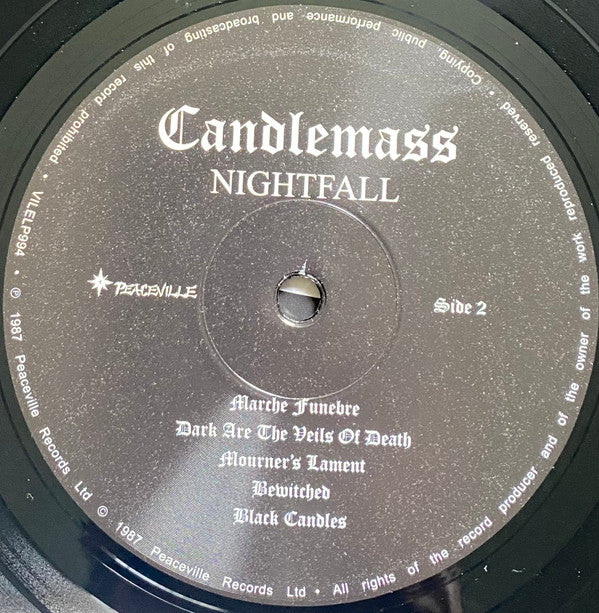 Candlemass
NIGHTFALL
PEACEVILLE
Side 2
Marche Funebre
Dark Are The Veils Of Death
Mourner's Lament
Bewitched
Black Candles
℗ 1987 Peaceville Records Ltd © 1987 Peaceville Records Ltd • All rights of the record producer and of the owner of the work reproduced reserved • Copying, public performance and broadcasting of this record prohibited • VILELP994 •